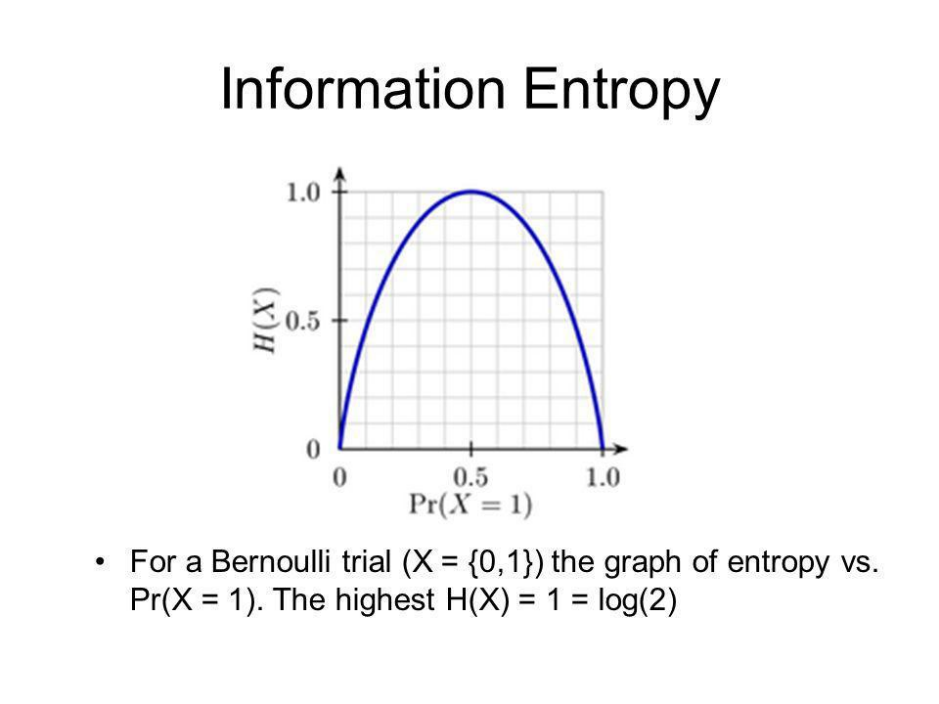 Information Entropy
1.0
H(X)
0.5
0
0
0.5
1.0
Pr(X = 1)
• For a Bernoulli trial (X = {0,1}) the graph of entropy vs.
Pr(X = 1). The highest H(X) = 1 = log(2)